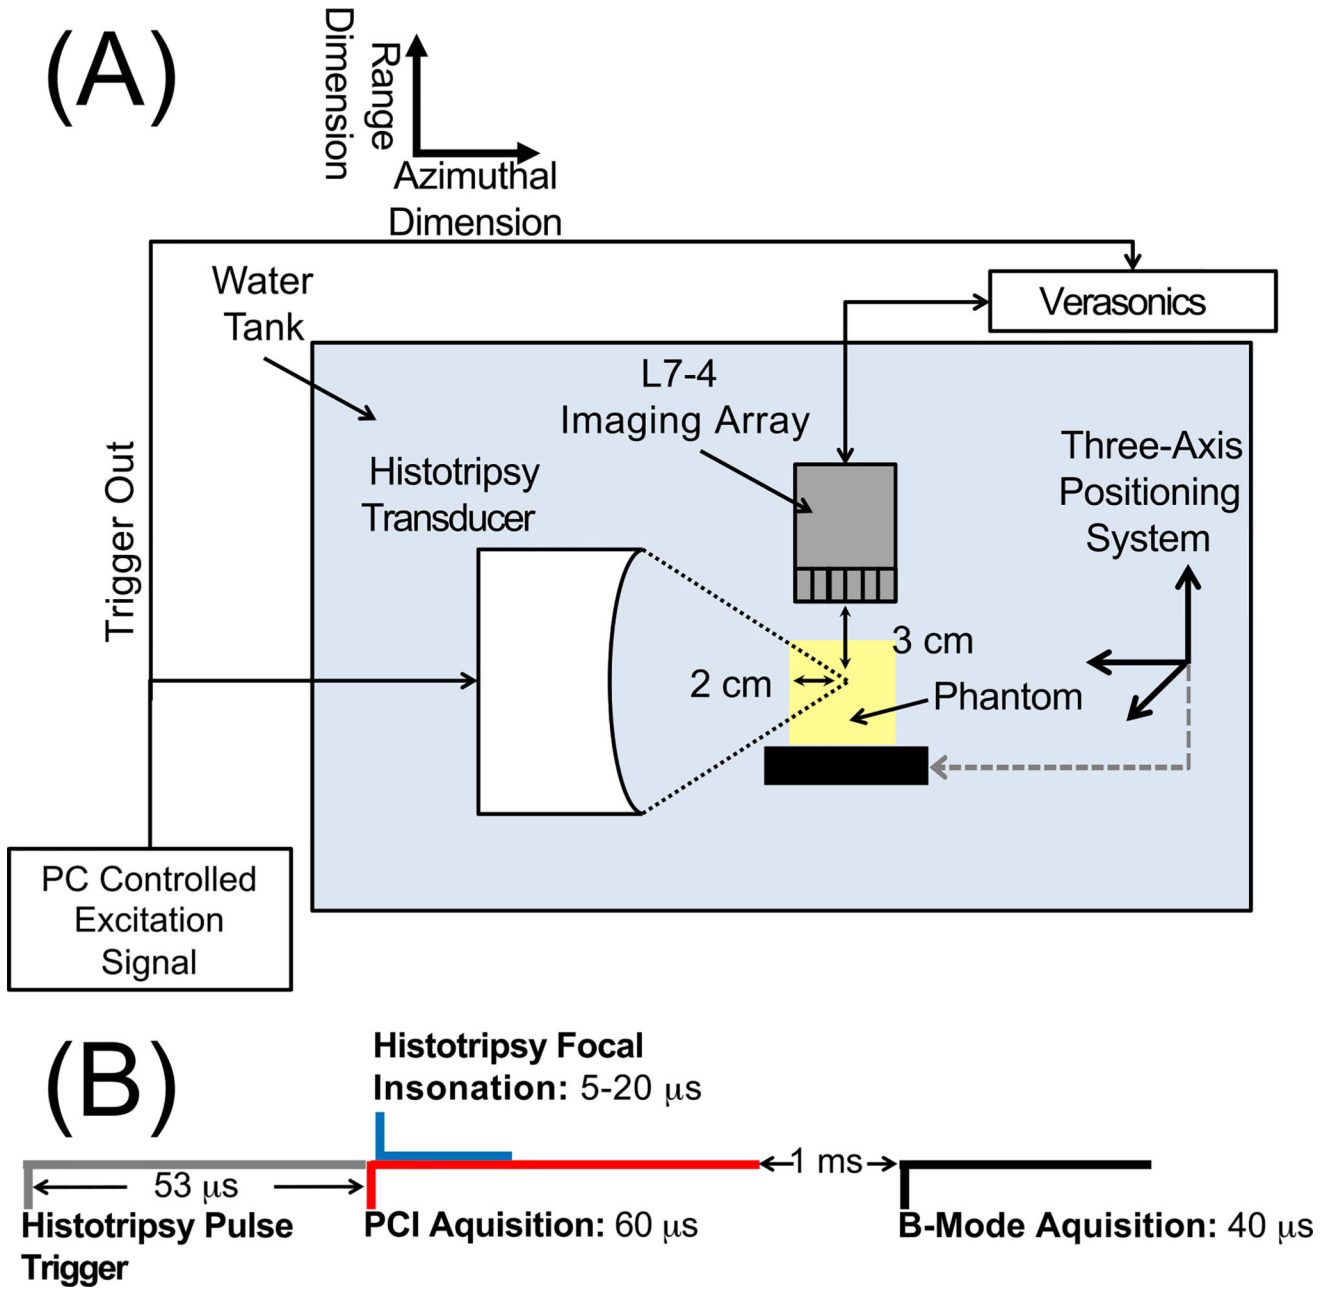 (A)
Range
Dimension
Azimuthal
Dimension
Water
Tank
Verasonics
L7-4
Imaging Array
Histotripsy
Transducer
Three-Axis
Positioning
System
Trigger Out
3 cm
2 cm
Phantom
PC Controlled
Excitation
Signal
(B)
Histotripsy Focal
Insonation: 5-20 μs
1 ms
53 μs
Histotripsy Pulse
Trigger
PCI Aquisition: 60 μs
B-Mode Aquisition: 40 μs